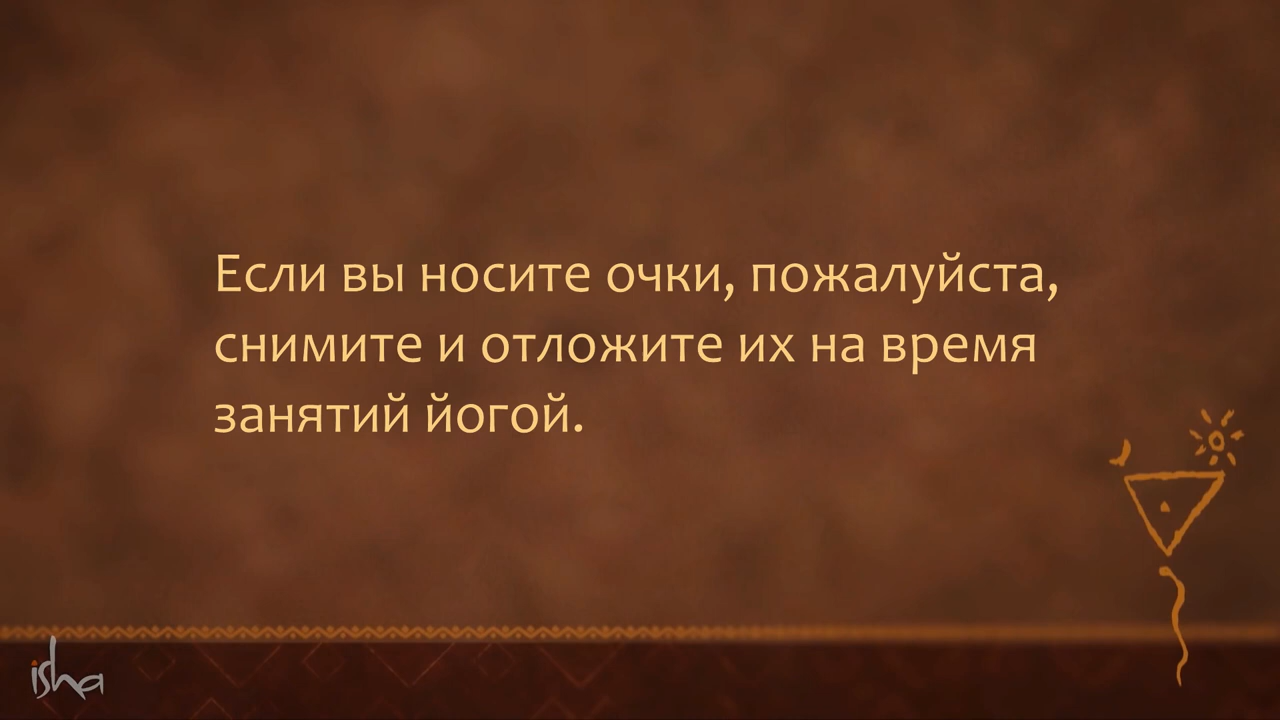 Если вы носите очки, пожалуйста,
снимите и отложите их на время
занятий йогой.
isha